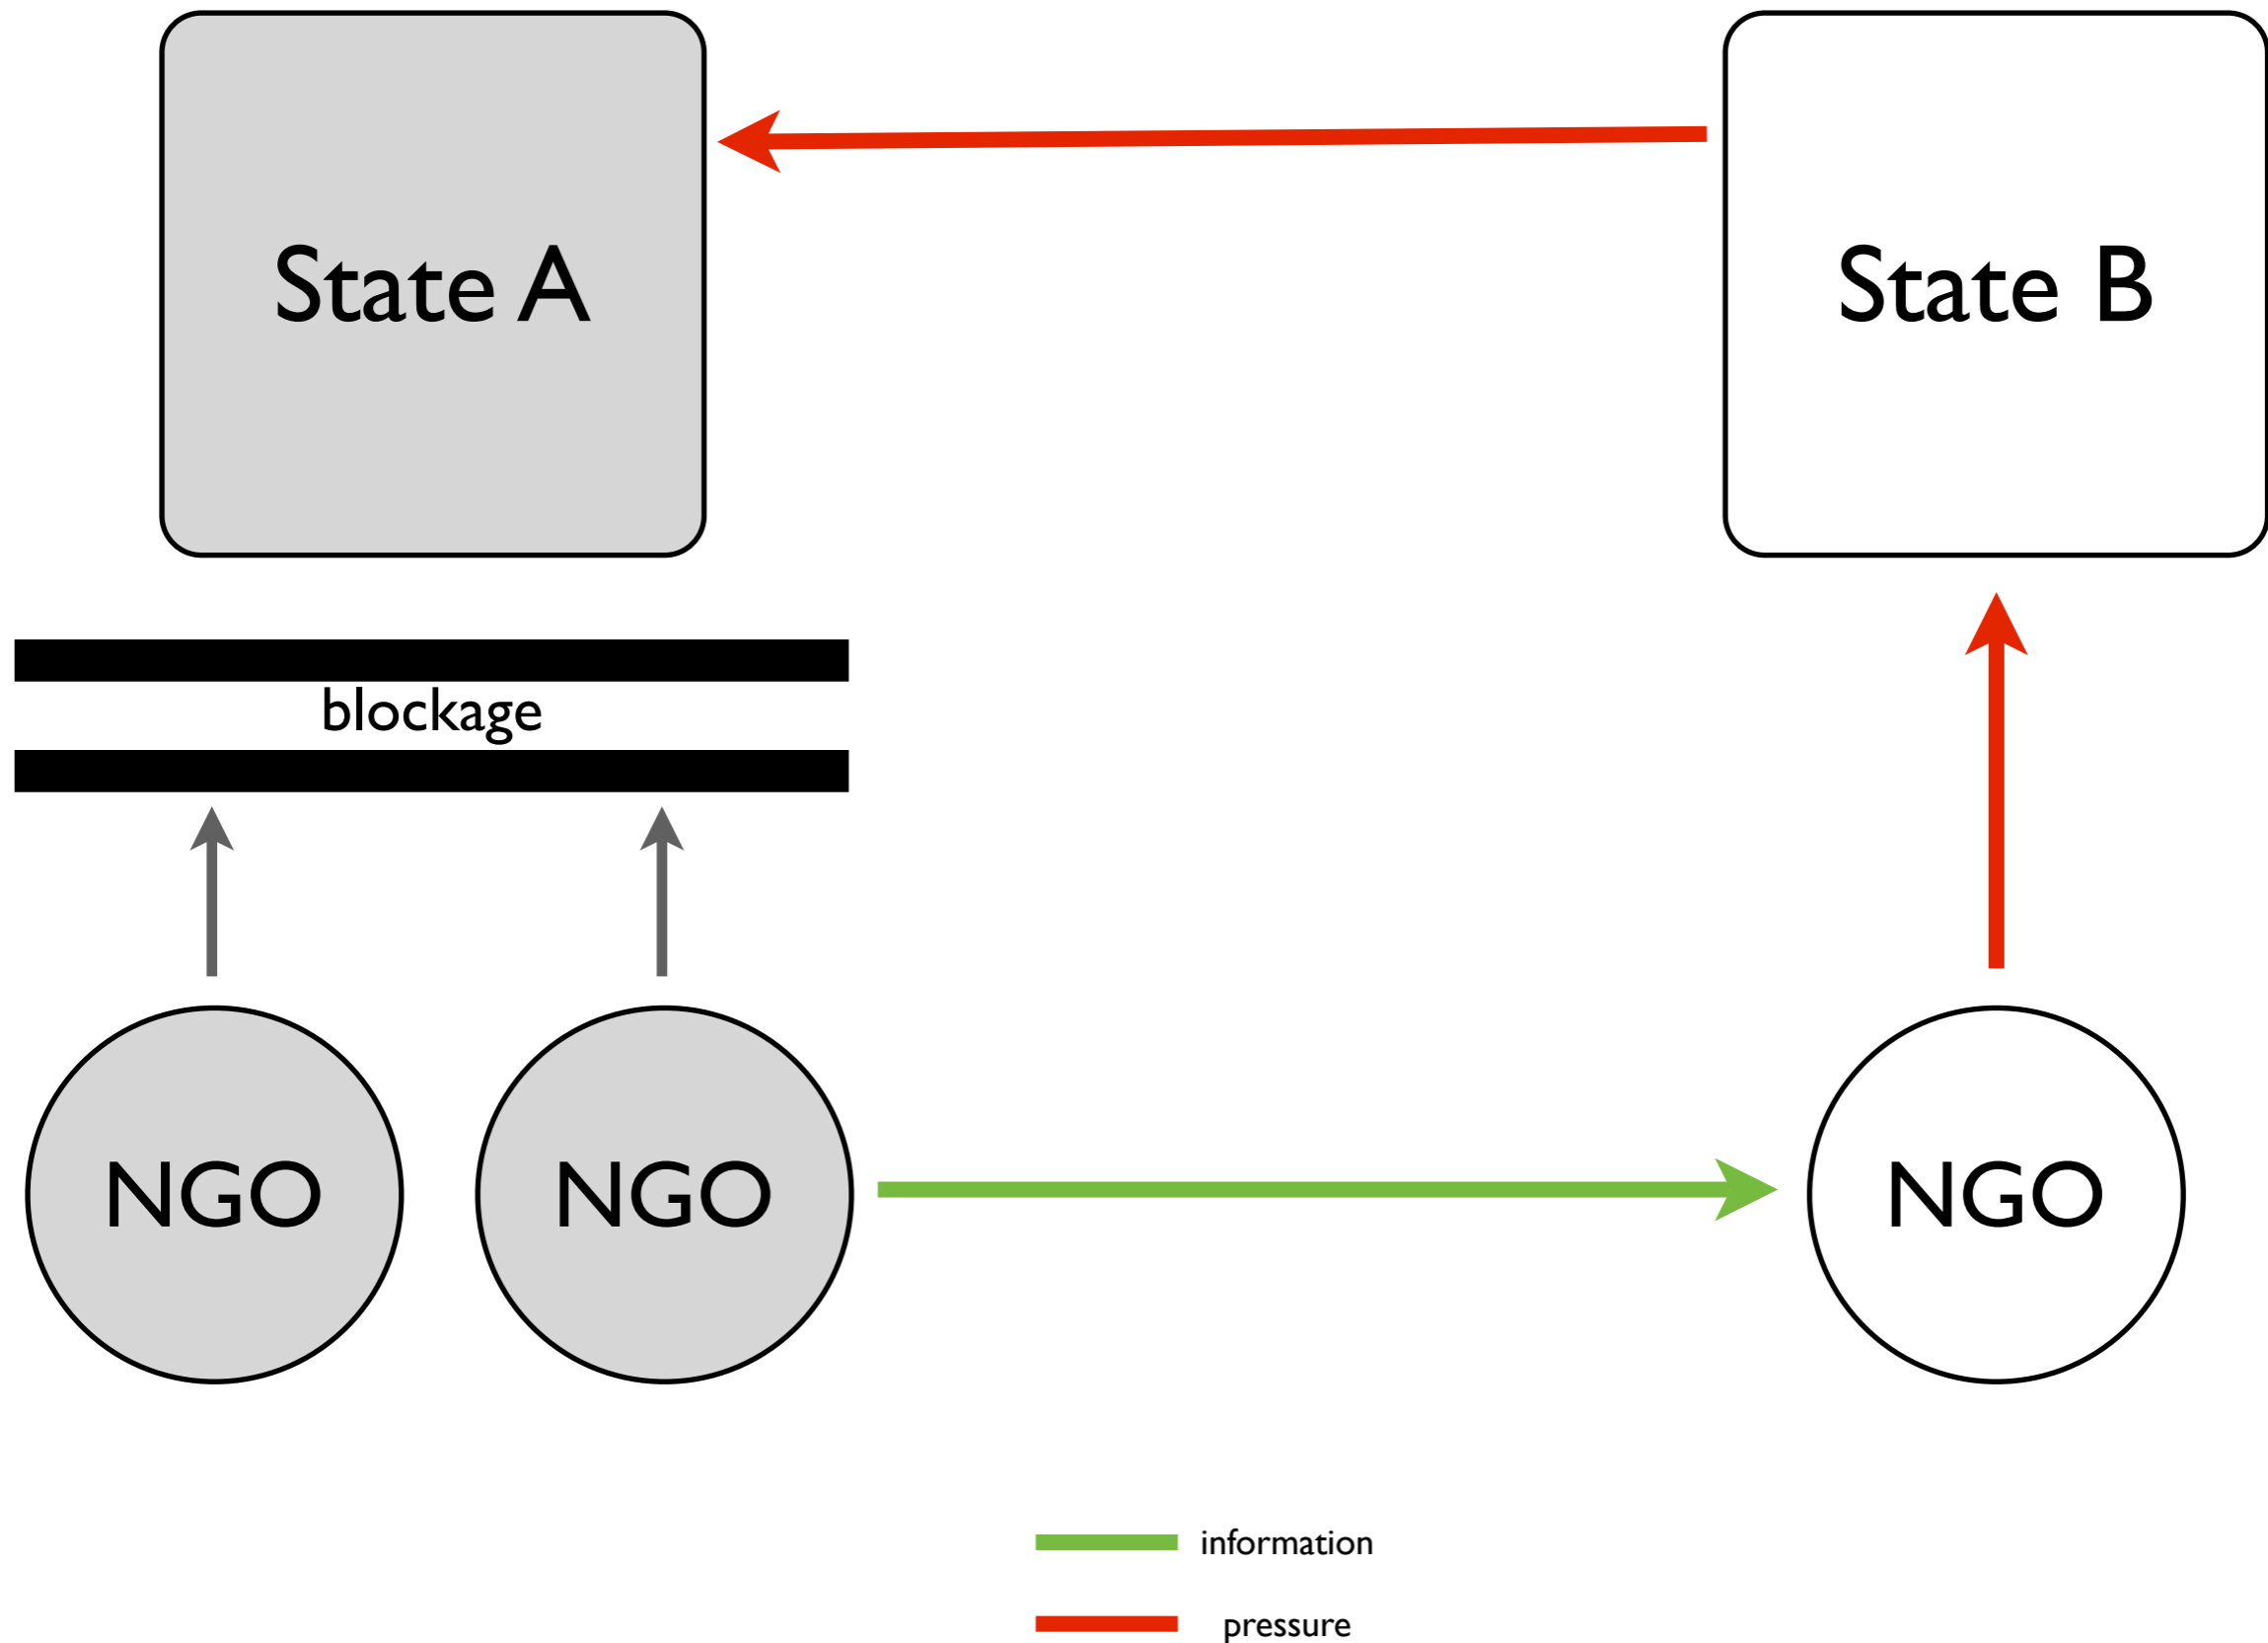 State A
State B
blockage
NGO
NGO
NGO
information
pressure